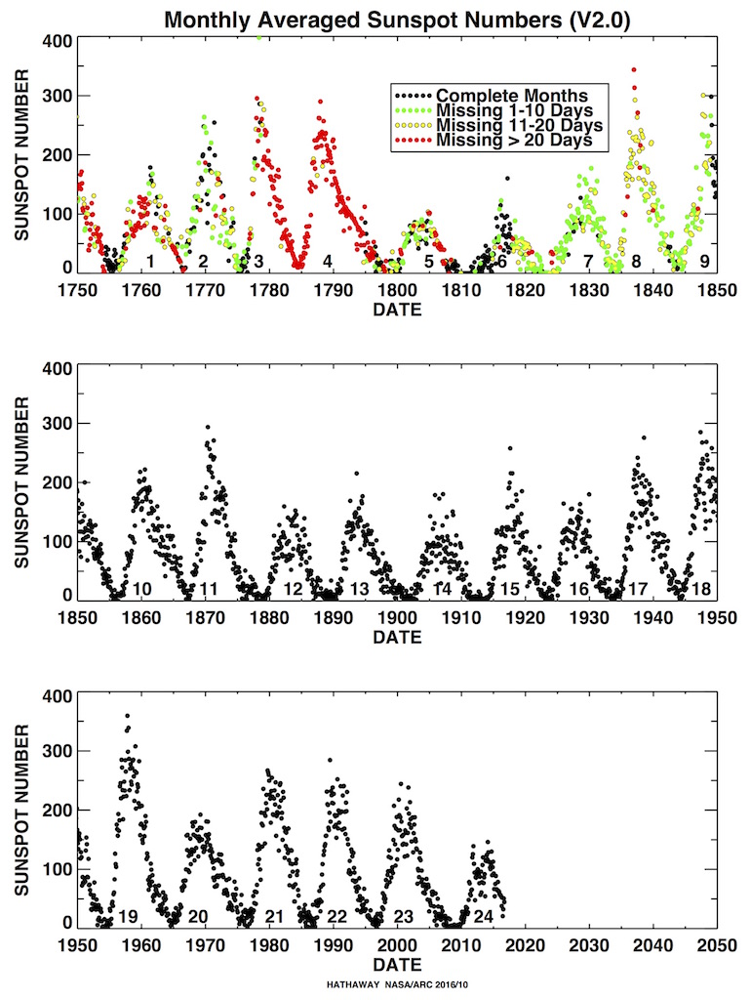 Monthly Averaged Sunspot Numbers (V2.0)
400
300
200
100
0
SUNSPOT NUMBER
Complete Months
Missing 1-10 Days
Missing 11-20 Days
Missing > 20 Days
1 2 3 4 5 6 7 8 9
1750 1760 1770 1780 1790 1800 1810 1820 1830 1840 1850
DATE
400
300
200
100
0
SUNSPOT NUMBER
10 11 12 13 14 15 16 17 18
1850 1860 1870 1880 1890 1900 1910 1920 1930 1940 1950
DATE
400
300
200
100
0
SUNSPOT NUMBER
19 20 21 22 23 24
1950 1960 1970 1980 1990 2000 2010 2020 2030 2040 2050
DATE
HATHAWAY NASA/ARC 2016/10